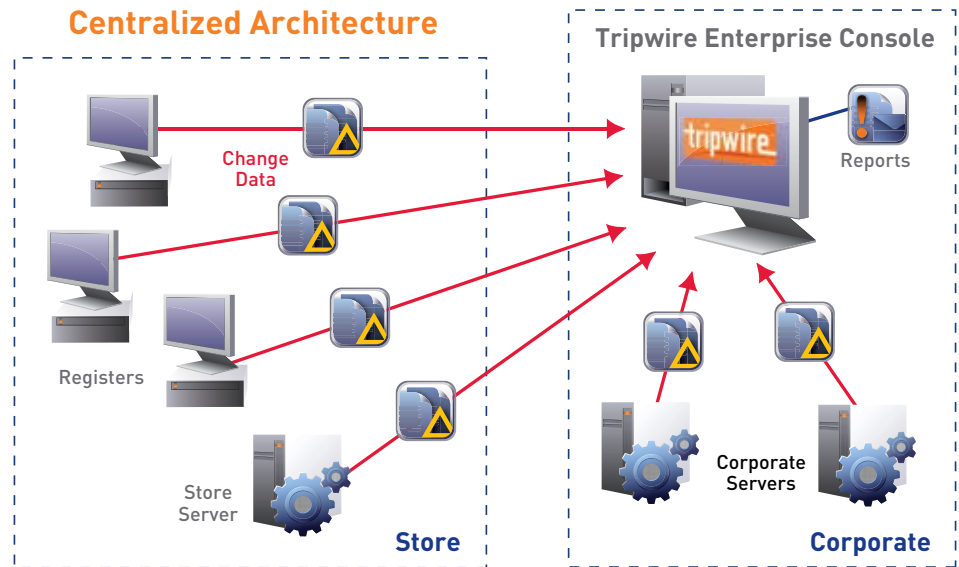 Centralized Architecture
Tripwire Enterprise Console
tripwire
Reports
Change
Data
Registers
Store
Server
Store
Corporate
Servers
Corporate